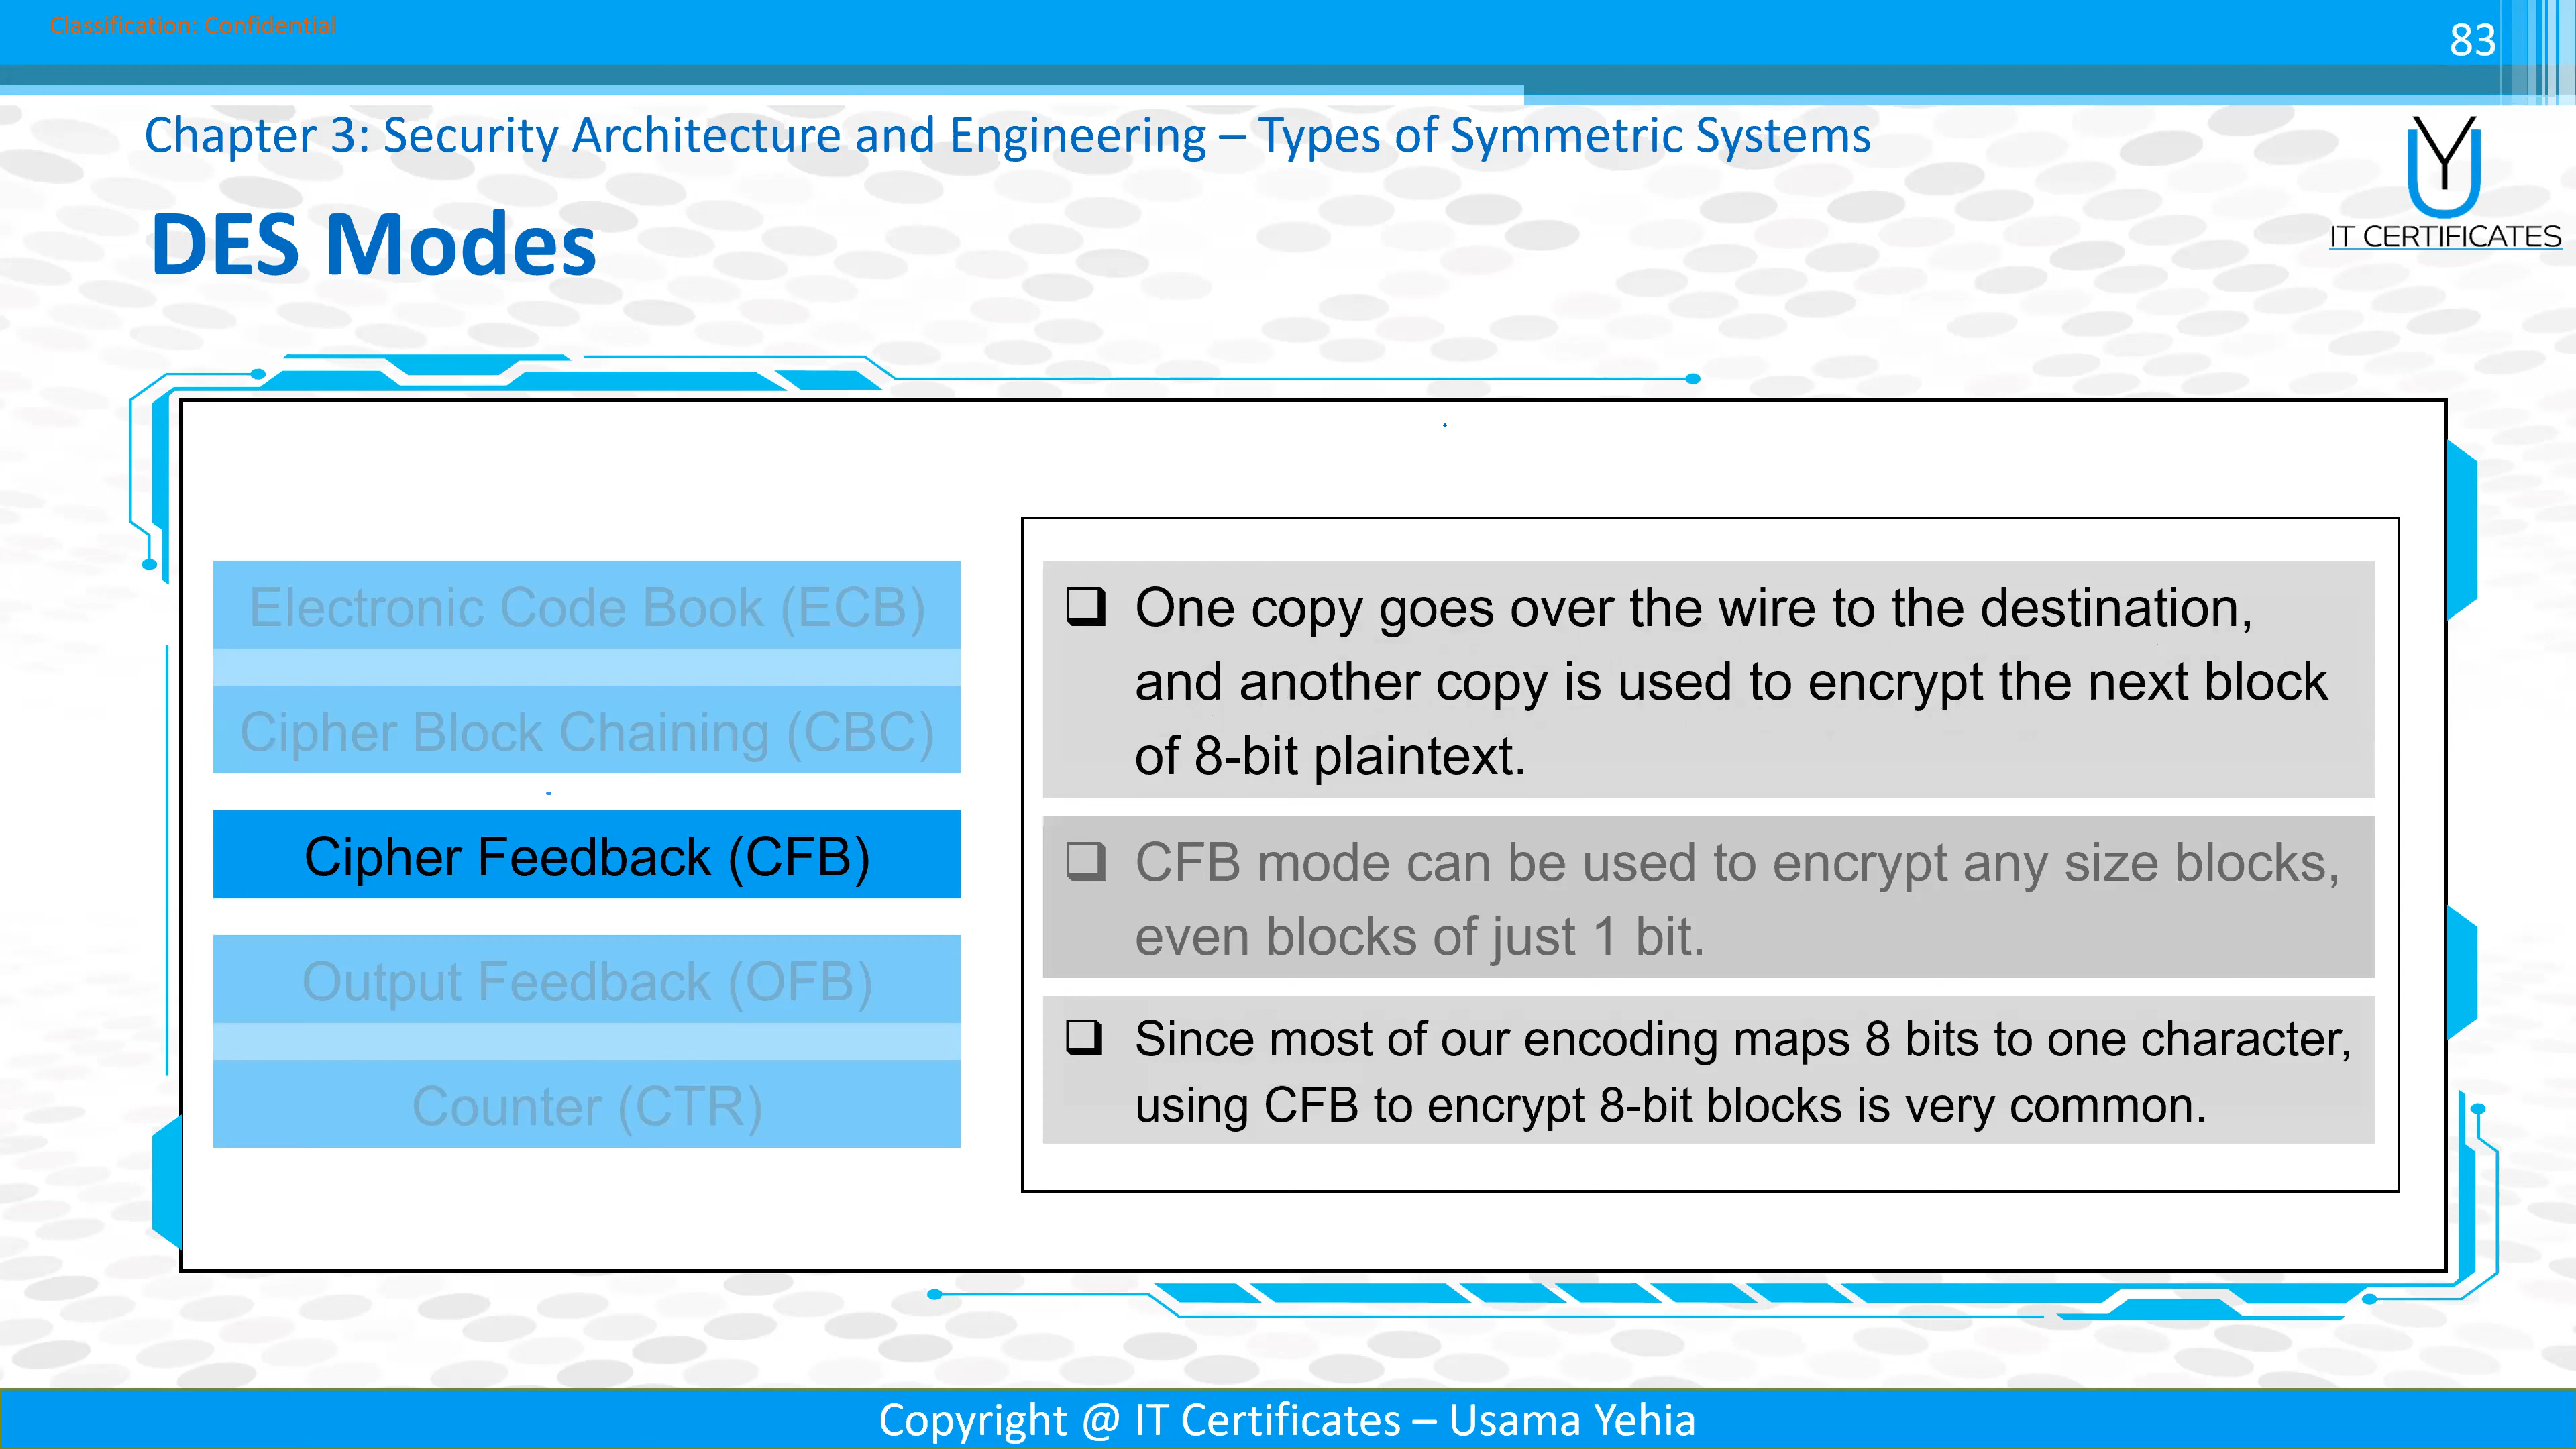 Classification: Confidential
83
Chapter 3: Security Architecture and Engineering – Types of Symmetric Systems
DES Modes
UY
IT CERTIFICATES
Electronic Code Book (ECB)
Cipher Block Chaining (CBC)
Cipher Feedback (CFB)
Output Feedback (OFB)
Counter (CTR)
❑ One copy goes over the wire to the destination,
and another copy is used to encrypt the next block
of 8-bit plaintext.
❑ CFB mode can be used to encrypt any size blocks,
even blocks of just 1 bit.
❑ Since most of our encoding maps 8 bits to one character,
using CFB to encrypt 8-bit blocks is very common.
Copyright @ IT Certificates – Usama Yehia